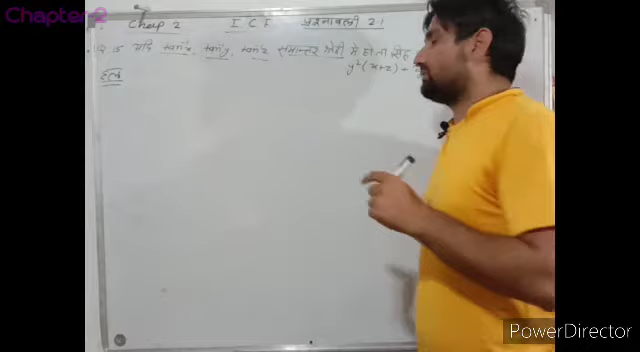 Chapter-2
Chap 2 I C F प्रश्नावली 2.1
Q.15 यदि tan⁻¹x, tan⁻¹y, tan⁻¹z समान्तर श्रेढी में हो तो सिद्ध
y²(x+z) +
हल
PowerDirector